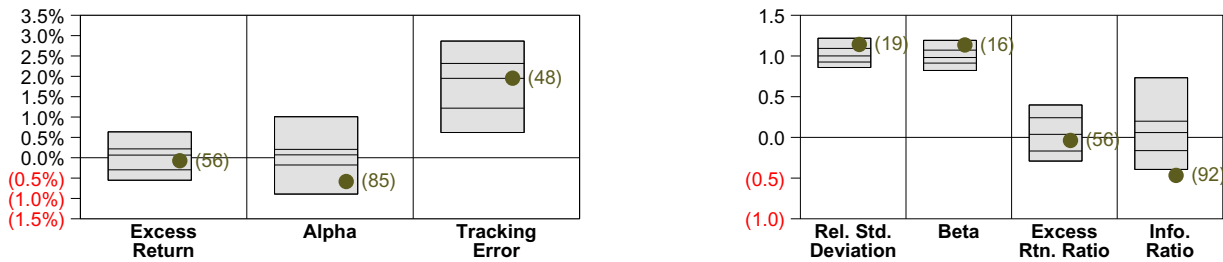 3.5%
3.0%
2.5%
2.0%
1.5%
1.0%
0.5%
0.0%
(0.5%)
(1.0%)
(1.5%)
(56)
(85)
(48)
Excess
Return
Alpha
Tracking
Error
1.5
1.0
0.5
0.0
(0.5)
(1.0)
(19)
(16)
(56)
(92)
Rel. Std.
Deviation
Beta
Excess
Rtn. Ratio
Info.
Ratio